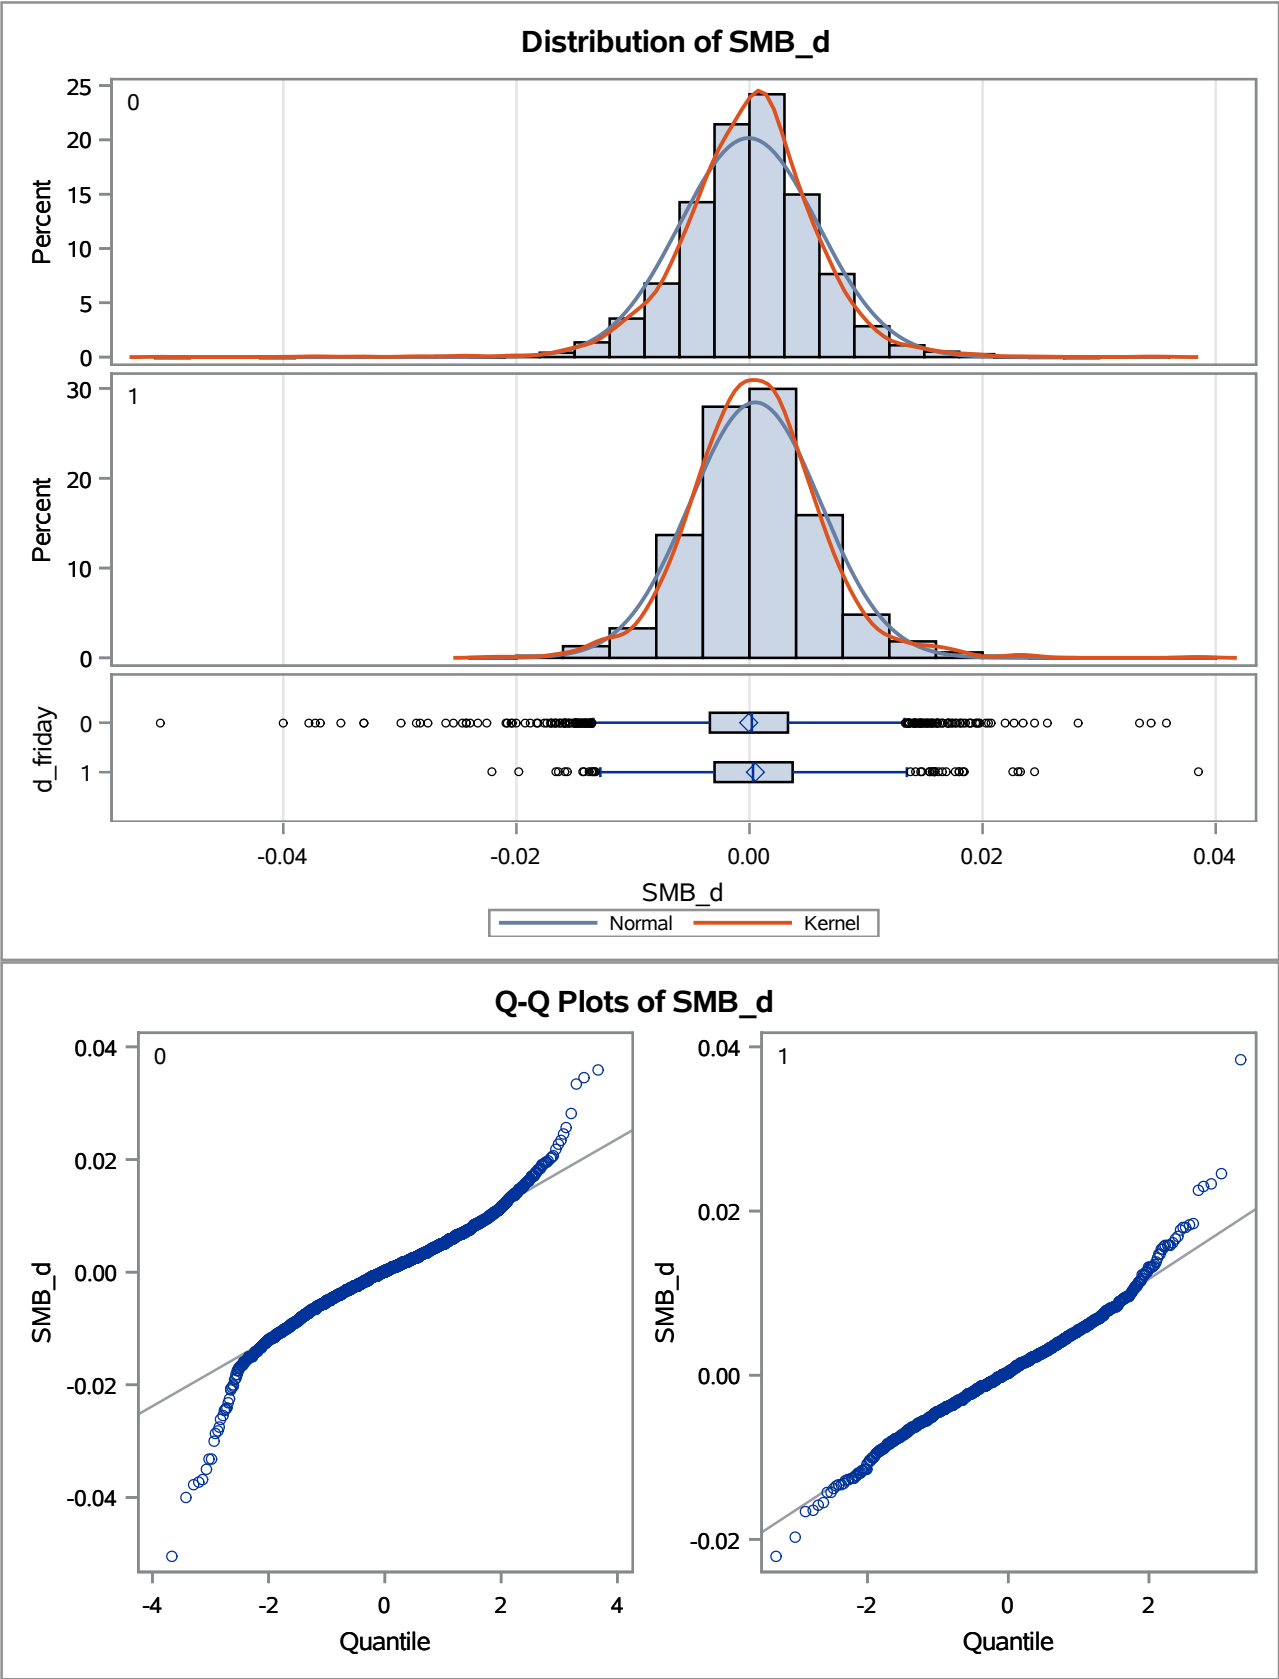 Distribution of SMB_d
0
25
20
15
10
5
0
Percent
1
30
20
10
0
Percent
d_friday
0
1
-0.04 -0.02 0.00 0.02 0.04
SMB_d
Normal Kernel
Q-Q Plots of SMB_d
0
0.04
0.02
0.00
-0.02
-0.04
SMB_d
-4 -2 0 2 4
Quantile
1
0.04
0.02
0.00
-0.02
SMB_d
-2 0 2
Quantile